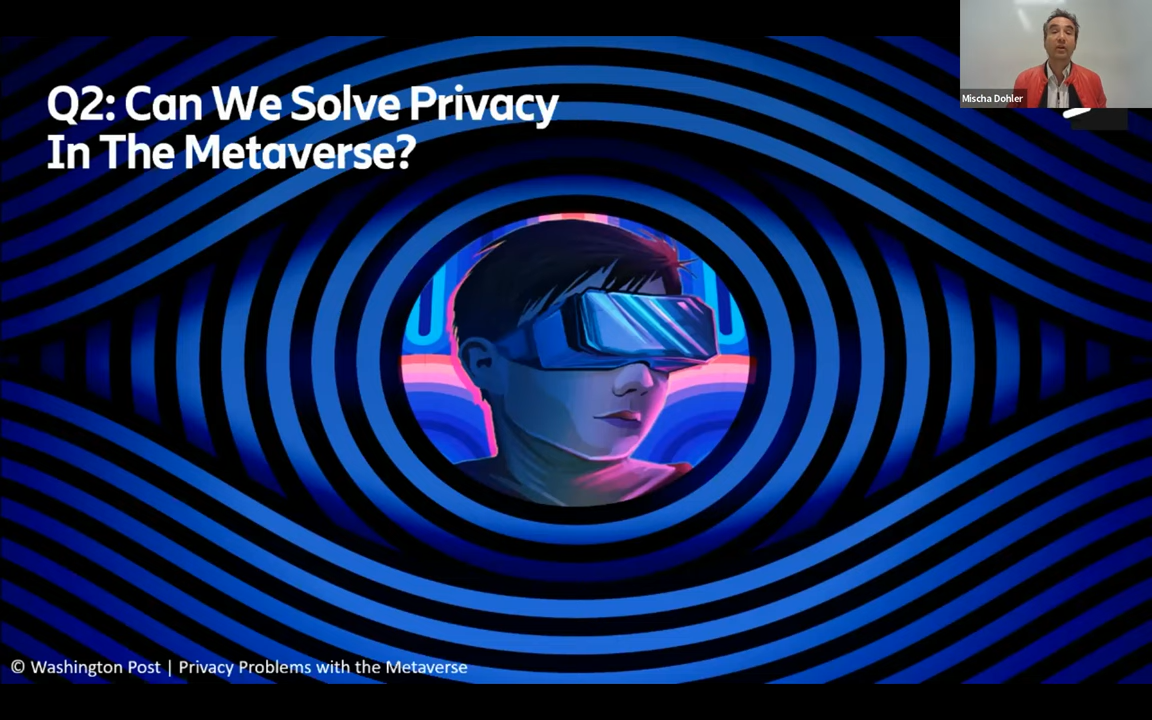 Q2: Can We Solve Privacy
In The Metaverse?
Mischa Dohler
© Washington Post | Privacy Problems with the Metaverse